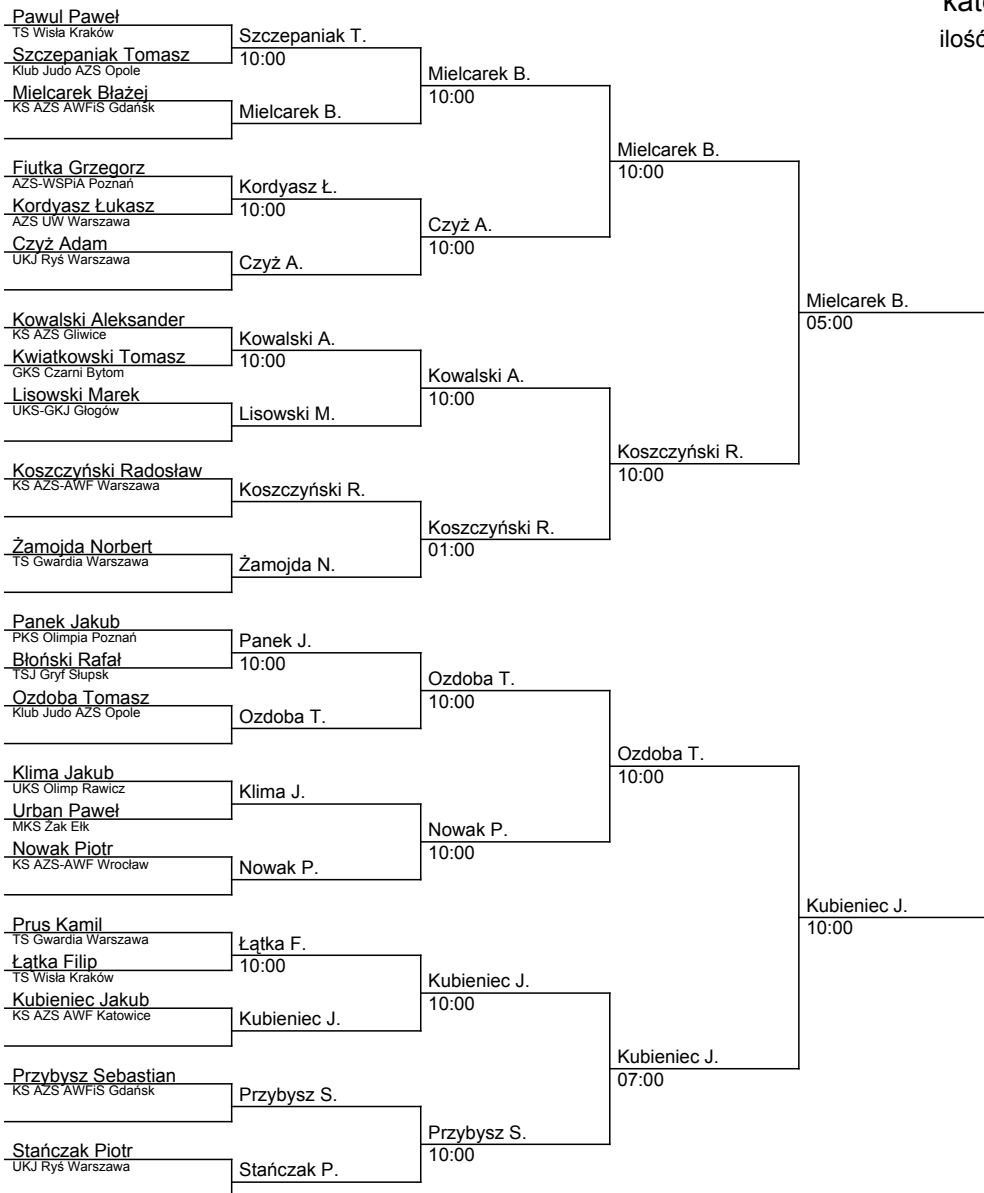 Pawul Paweł
TS Wisła Kraków
Szczepaniak Tomasz
Klub Judo AZS Opole
Mielcarek Błażej
KS AZS AWFiS Gdańsk
Fiutka Grzegorz
AZS-WSPiA Poznań
Kordyasz Łukasz
AZS UW Warszawa
Czyż Adam
UKJ Ryś Warszawa
Kowalski Aleksander
KS AZS Gliwice
Kwiatkowski Tomasz
GKS Czarni Bytom
Lisowski Marek
UKS-GKJ Głogów
Koszczyński Radosław
KS AZS-AWF Warszawa
Żamojda Norbert
TS Gwardia Warszawa
Panek Jakub
PKS Olimpia Poznań
Błoński Rafał
TSJ Gryf Słupsk
Ozdoba Tomasz
Klub Judo AZS Opole
Klima Jakub
UKS Olimp Rawicz
Urban Paweł
MKS Żak Ełk
Nowak Piotr
KS AZS-AWF Wrocław
Prus Kamil
TS Gwardia Warszawa
Łątka Filip
TS Wisła Kraków
Kubieniec Jakub
KS AZS AWF Katowice
Przybysz Sebastian
KS AZS AWFiS Gdańsk
Stańczak Piotr
UKJ Ryś Warszawa
Szczepaniak T.
10:00
Mielcarek B.
Kordyasz Ł.
10:00
Czyż A.
Kowalski A.
10:00
Lisowski M.
Koszczyński R.
Żamojda N.
Panek J.
10:00
Ozdoba T.
Klima J.
Nowak P.
Łątka F.
10:00
Kubieniec J.
Przybysz S.
Stańczak P.
Mielcarek B.
10:00
Czyż A.
10:00
Kowalski A.
10:00
Koszczyński R.
01:00
Ozdoba T.
10:00
Nowak P.
10:00
Kubieniec J.
10:00
Przybysz S.
10:00
Mielcarek B.
10:00
Koszczyński R.
10:00
Ozdoba T.
10:00
Kubieniec J.
07:00
Mielcarek B.
05:00
Kubieniec J.
10:00
ilość